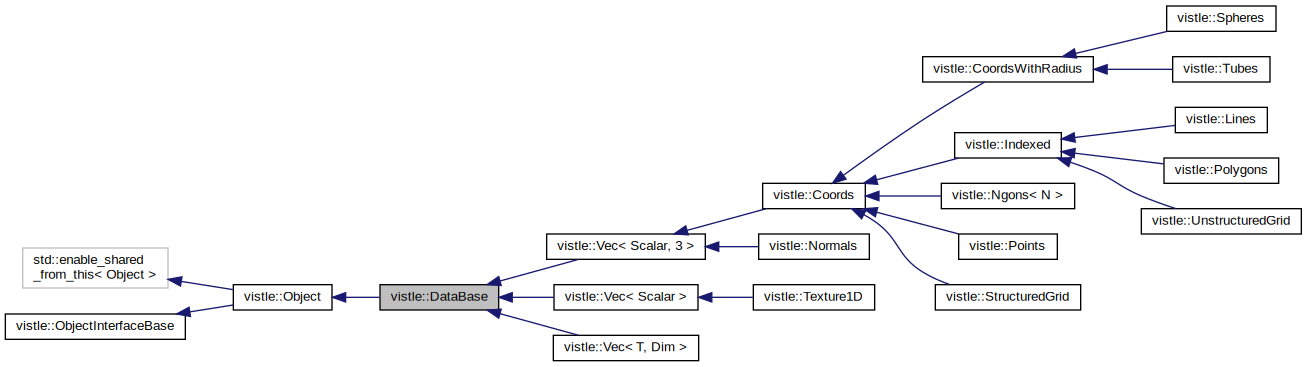 vistle::Spheres
vistle::CoordsWithRadius
vistle::Tubes
vistle::Lines
vistle::Indexed
vistle::Polygons
vistle::Coords
vistle::Ngons< N >
vistle::UnstructuredGrid
vistle::Vec< Scalar, 3 >
vistle::Normals
vistle::Points
std::enable_shared
_from_this< Object >
vistle::Object
vistle::DataBase
vistle::Vec< Scalar >
vistle::Texture1D
vistle::StructuredGrid
vistle::ObjectInterfaceBase
vistle::Vec< T, Dim >